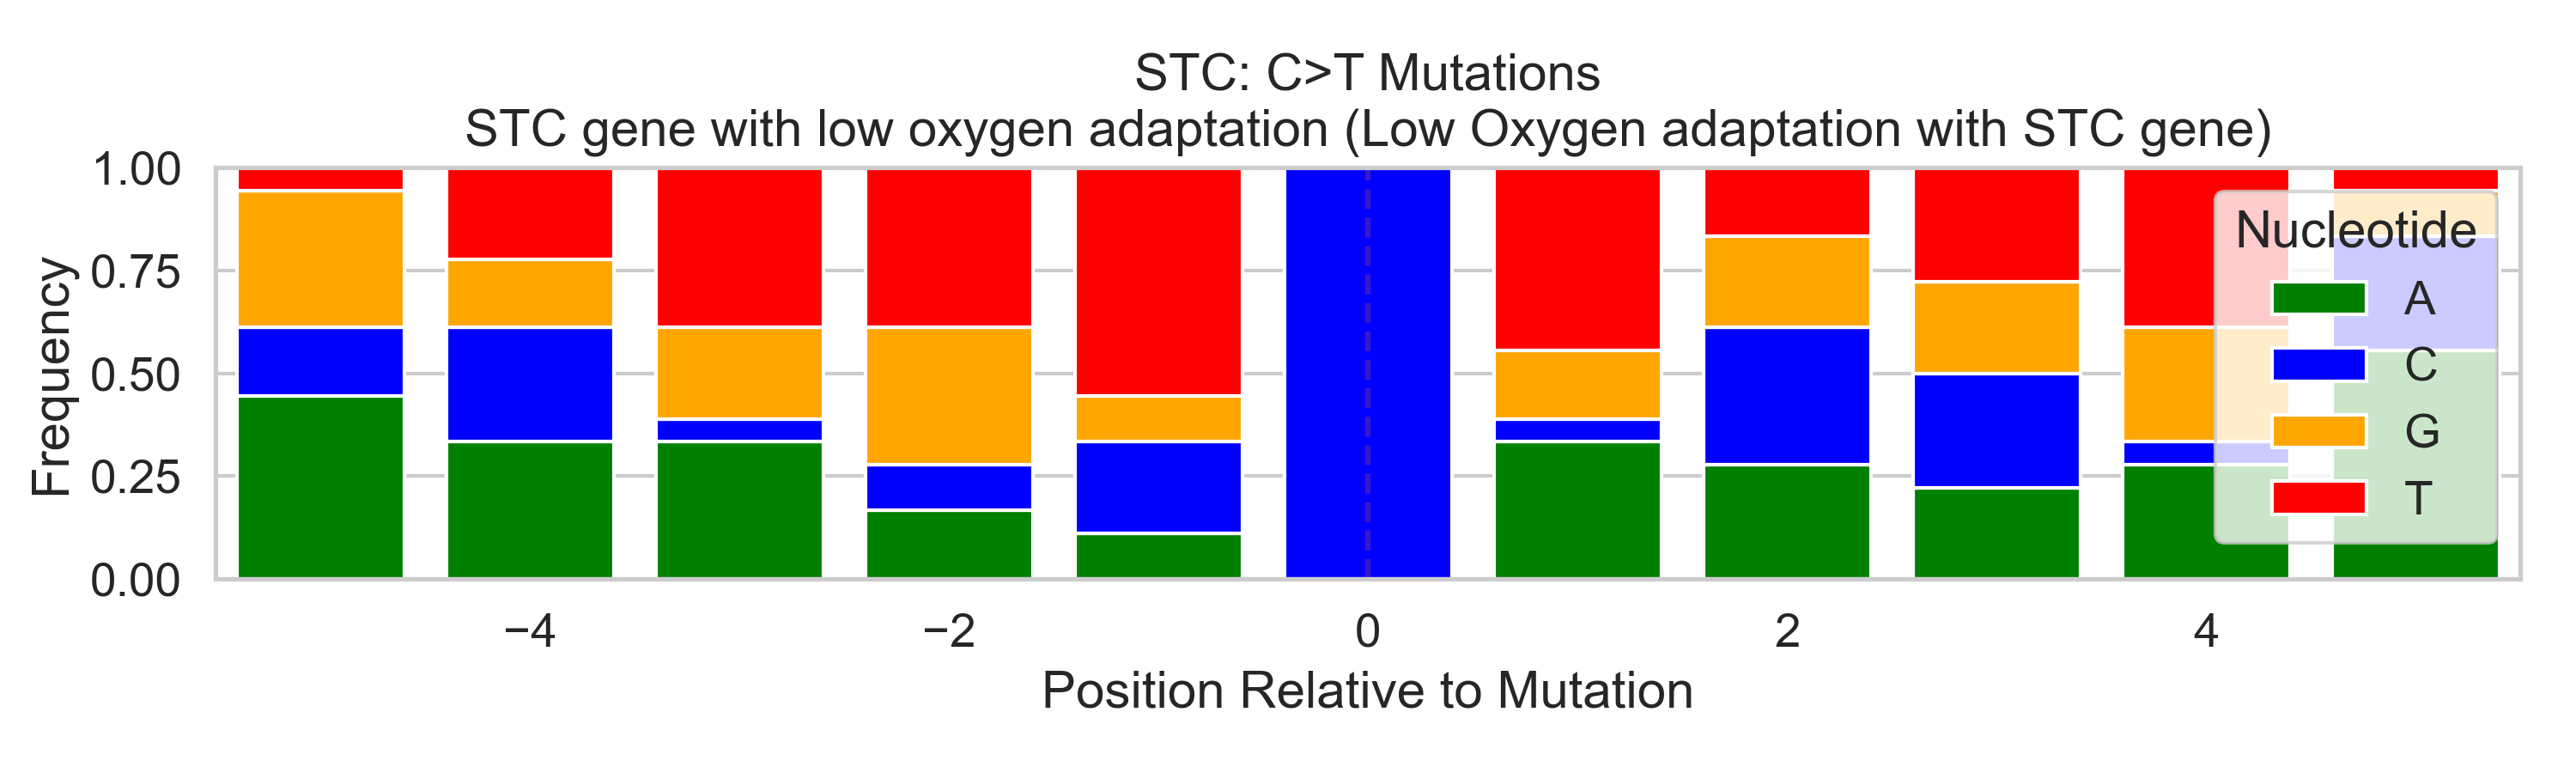 STC: C>T Mutations
STC gene with low oxygen adaptation (Low Oxygen adaptation with STC gene)
Frequency
1.00
0.75
0.50
0.25
0.00
Nucleotide
A
C
G
T
−4 −2 0 2 4
Position Relative to Mutation